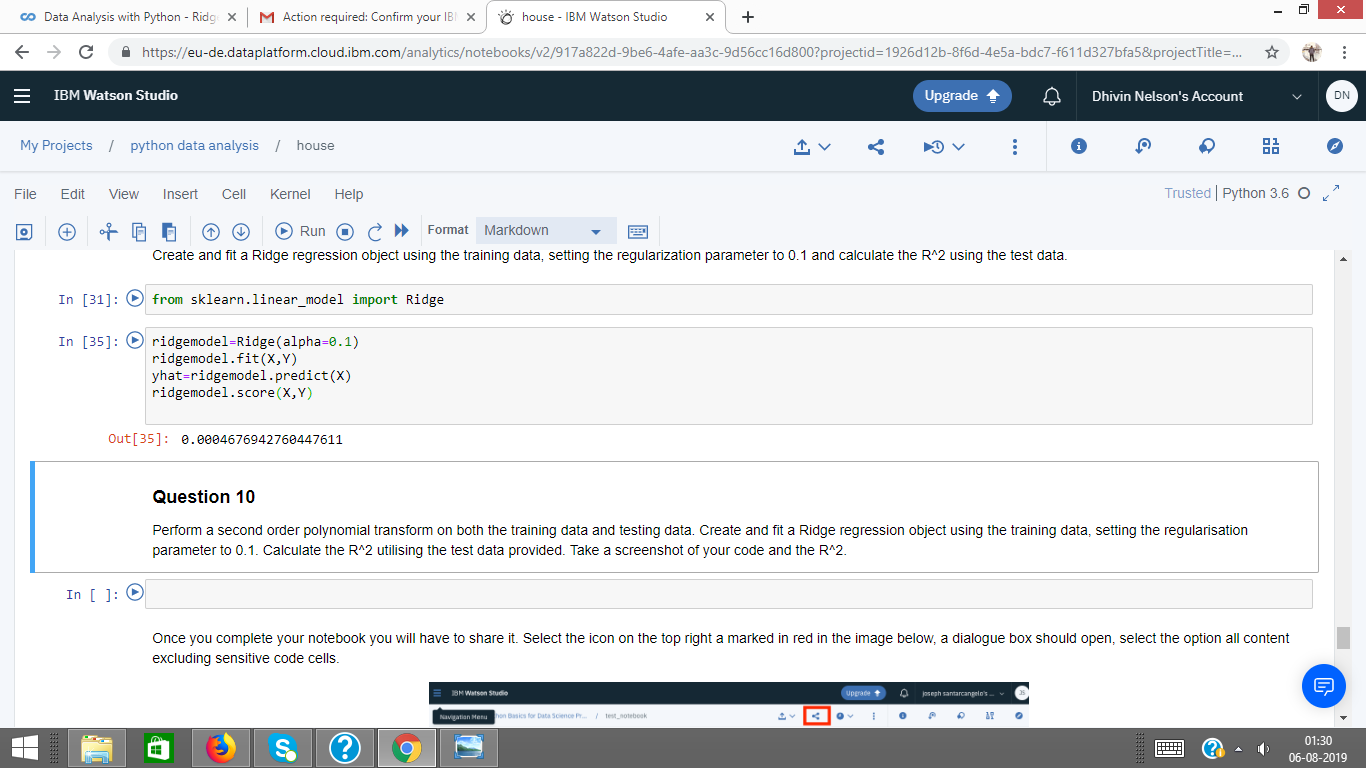 Data Analysis with Python - Ridg
Action required: Confirm your IBM
house - IBM Watson Studio
https://eu-de.dataplatform.cloud.ibm.com/analytics/notebooks/v2/917a822d-9be6-4afe-aa3c-9d56cc16d800?projectid=1926d12b-8f6d-4e5a-bdc7-f611d327bfa5&projectTitle=...
IBM Watson Studio
Upgrade
Dhivin Nelson's Account
DN
My Projects / python data analysis / house
File Edit View Insert Cell Kernel Help
Trusted | Python 3.6
Run
Format
Markdown
Create and fit a Ridge regression object using the training data, setting the regularization parameter to 0.1 and calculate the R^2 using the test data.
In [31]: from sklearn.linear_model import Ridge
In [35]: ridgemodel=Ridge(alpha=0.1)
ridgemodel.fit(X,Y)
yhat=ridgemodel.predict(X)
ridgemodel.score(X,Y)
Out[35]: 0.0004676942760447611
Question 10
Perform a second order polynomial transform on both the training data and testing data. Create and fit a Ridge regression object using the training data, setting the regularisation
parameter to 0.1. Calculate the R^2 utilising the test data provided. Take a screenshot of your code and the R^2.
In [ ]:
Once you complete your notebook you will have to share it. Select the icon on the top right a marked in red in the image below, a dialogue box should open, select the option all content
excluding sensitive code cells.
IBM Watson Studio
Upgrade
joseph santarcangelo's ...
JS
Navigation Menu
hon Basics for Data Science Pr... / test_notebook
01:30
06-08-2019